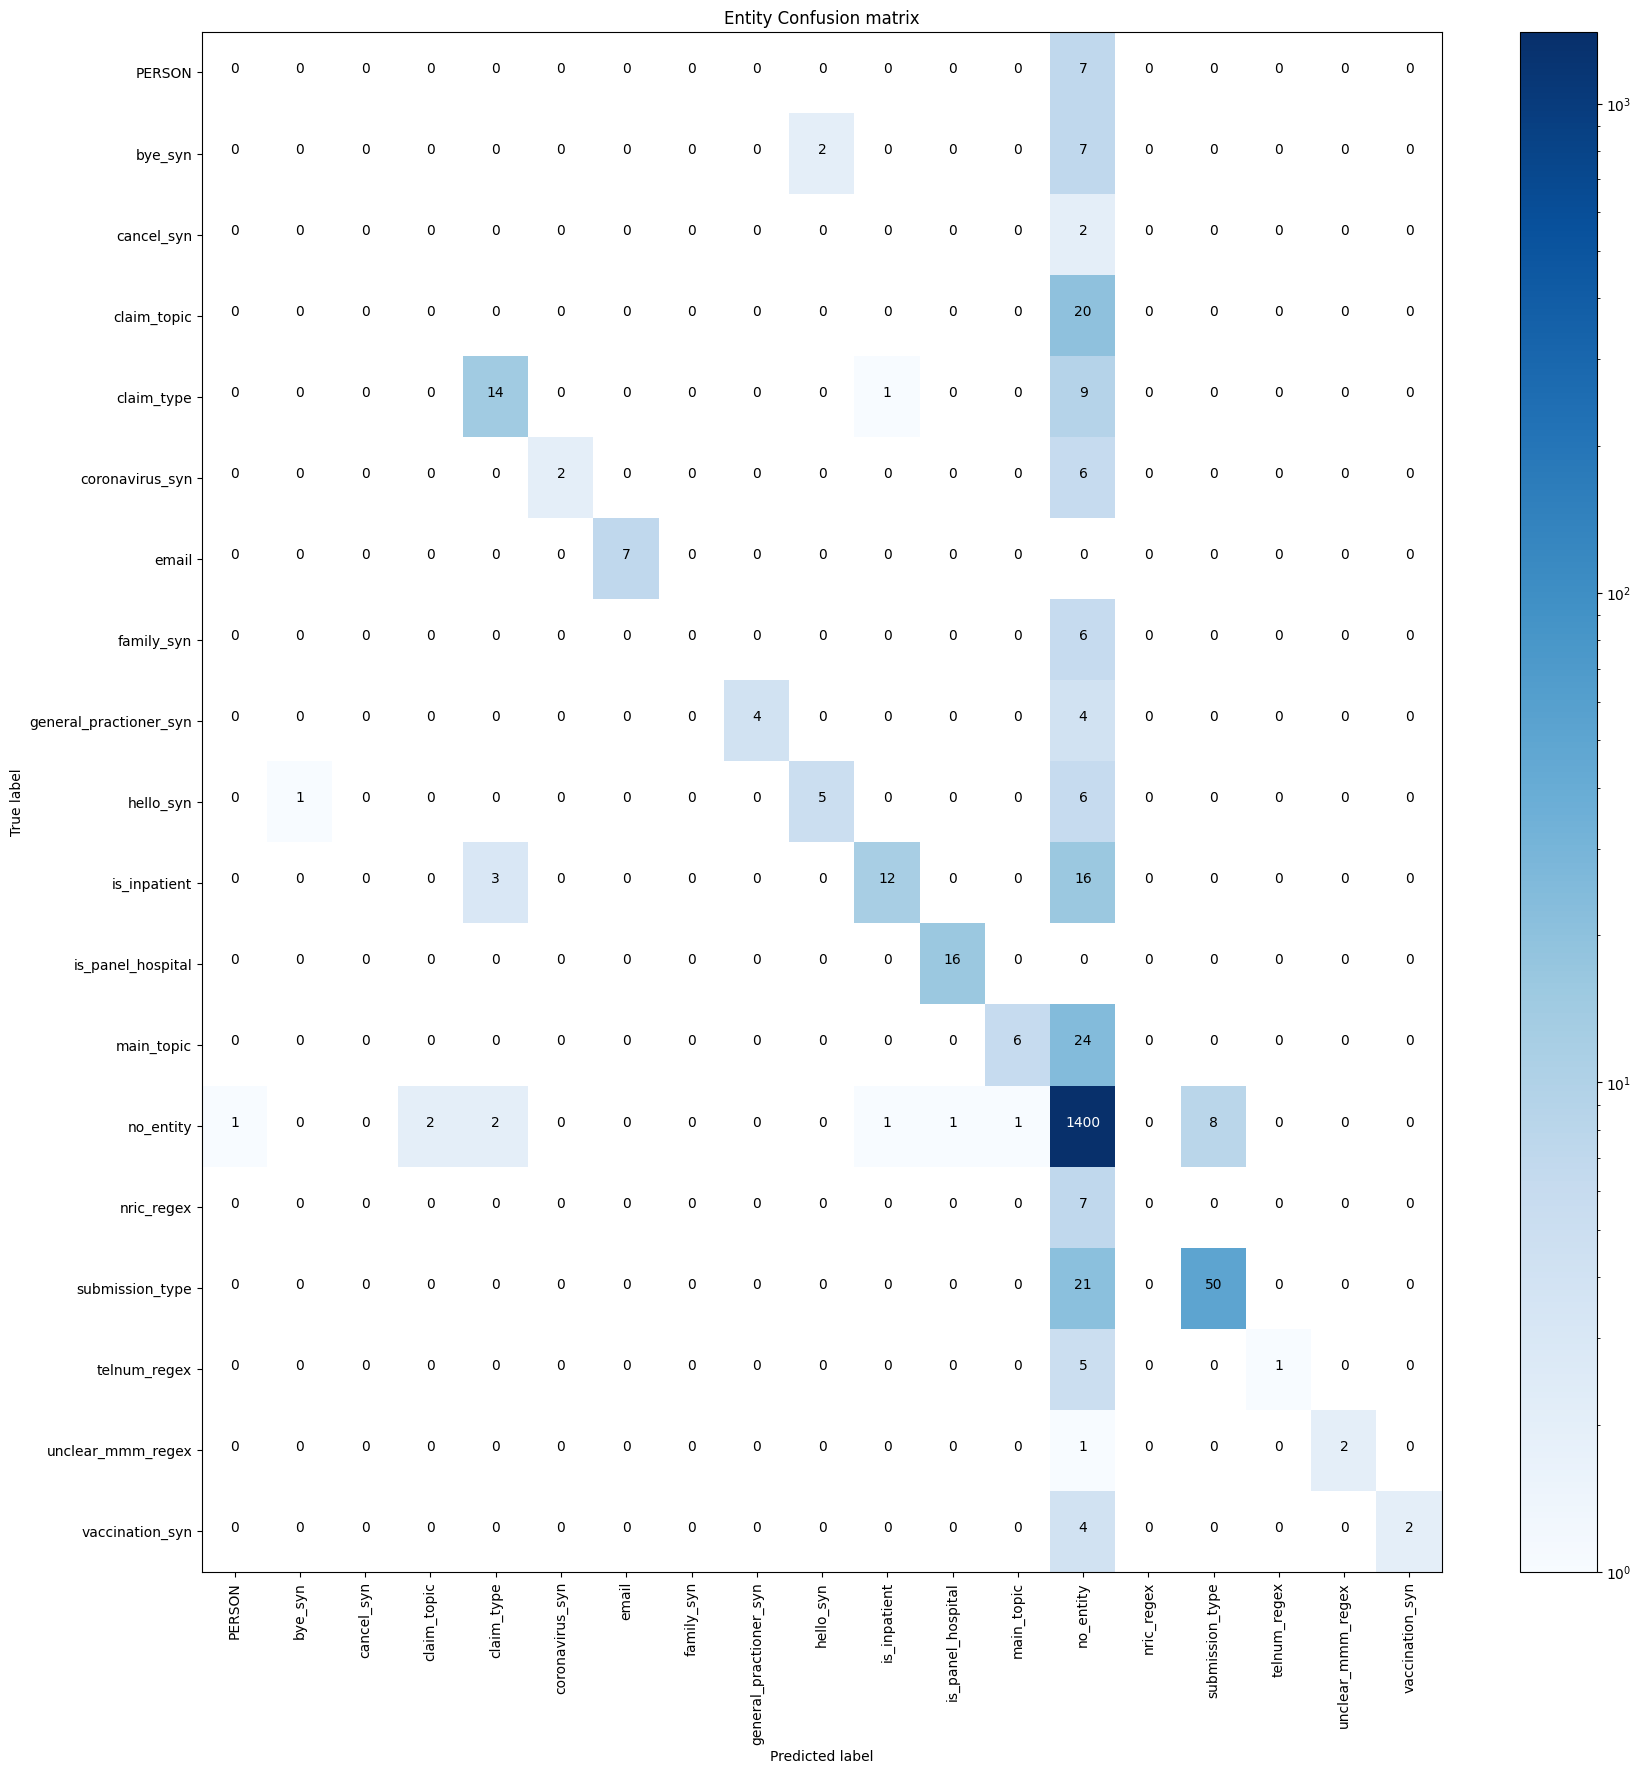 Entity Confusion matrix
PERSON 0 0 0 0 0 0 0 0 0 0 0 0 0 7 0 0 0 0 0
bye_syn 0 0 0 0 0 0 0 0 0 2 0 0 0 7 0 0 0 0 0
cancel_syn 0 0 0 0 0 0 0 0 0 0 0 0 0 2 0 0 0 0 0
claim_topic 0 0 0 0 0 0 0 0 0 0 0 0 0 20 0 0 0 0 0
claim_type 0 0 0 0 14 0 0 0 0 0 1 0 0 9 0 0 0 0 0
coronavirus_syn 0 0 0 0 0 2 0 0 0 0 0 0 0 6 0 0 0 0 0
email 0 0 0 0 0 0 7 0 0 0 0 0 0 0 0 0 0 0 0
family_syn 0 0 0 0 0 0 0 0 0 0 0 0 0 6 0 0 0 0 0
general_practioner_syn 0 0 0 0 0 0 0 0 4 0 0 0 0 4 0 0 0 0 0
hello_syn 0 1 0 0 0 0 0 0 0 5 0 0 0 6 0 0 0 0 0
is_inpatient 0 0 0 0 3 0 0 0 0 0 12 0 0 16 0 0 0 0 0
is_panel_hospital 0 0 0 0 0 0 0 0 0 0 0 16 0 0 0 0 0 0 0
main_topic 0 0 0 0 0 0 0 0 0 0 0 0 6 24 0 0 0 0 0
no_entity 1 0 0 2 2 0 0 0 0 0 1 1 1 1400 0 8 0 0 0
nric_regex 0 0 0 0 0 0 0 0 0 0 0 0 0 7 0 0 0 0 0
submission_type 0 0 0 0 0 0 0 0 0 0 0 0 0 21 0 50 0 0 0
telnum_regex 0 0 0 0 0 0 0 0 0 0 0 0 0 5 0 0 1 0 0
unclear_mmm_regex 0 0 0 0 0 0 0 0 0 0 0 0 0 1 0 0 0 2 0
vaccination_syn 0 0 0 0 0 0 0 0 0 0 0 0 0 4 0 0 0 0 2
True label
PERSON
bye_syn
cancel_syn
claim_topic
claim_type
coronavirus_syn
email
family_syn
general_practioner_syn
hello_syn
is_inpatient
is_panel_hospital
main_topic
no_entity
nric_regex
submission_type
telnum_regex
unclear_mmm_regex
vaccination_syn
Predicted label
10³
10²
10¹
10⁰